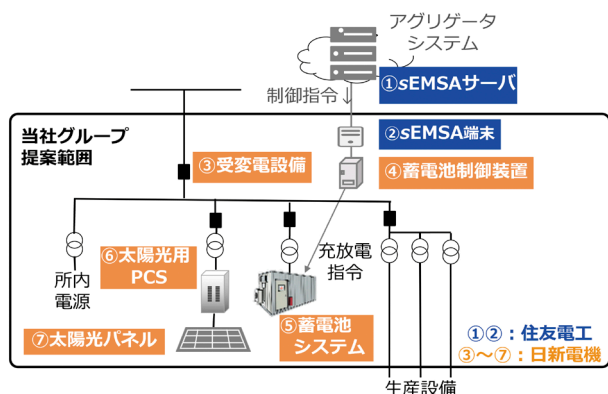 アグリゲータ
システム
①sEMSAサーバ
制御指令
②sEMSA端末
当社グループ
提案範囲
③受変電設備
④蓄電池制御装置
⑥太陽光用
PCS
充放電
指令
所内
電源
⑤蓄電池
システム
⑦太陽光パネル
①②：住友電工
③～⑦：日新電機
生産設備